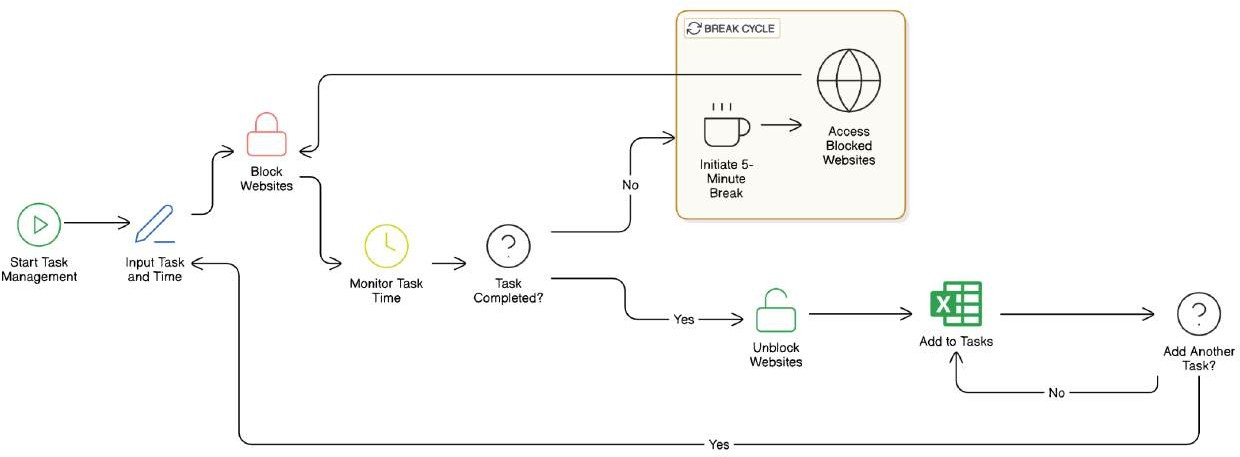 BREAK CYCLE
Access
Blocked
Websites
Initiate 5-
Minute
Break
Block
Websites
No
Start Task
Management
Input Task
and Time
Monitor Task
Time
Task
Completed?
Yes
Unblock
Websites
X
Add to Tasks
Add Another
Task?
No
Yes